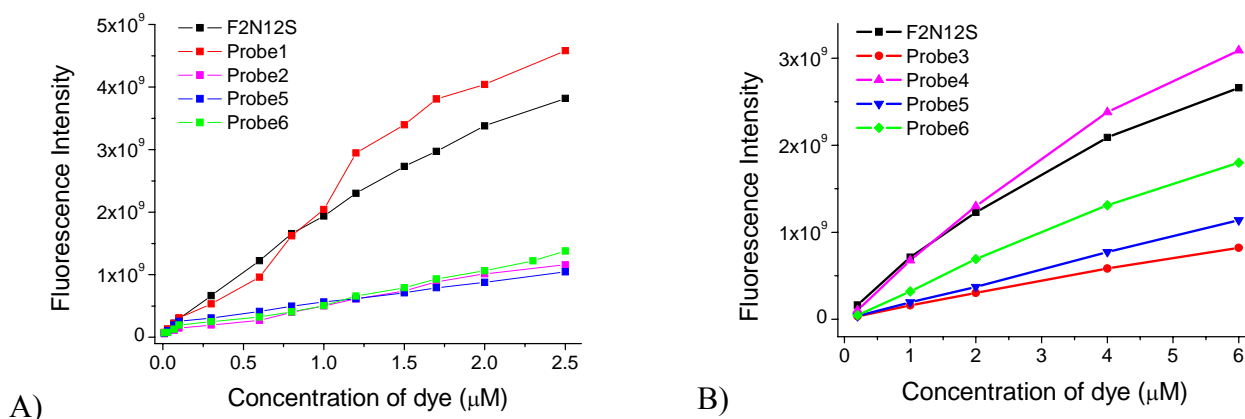 5x10⁹
4x10⁹
3x10⁹
2x10⁹
1x10⁹
0
Fluorescence Intensity
F2N12S
Probe1
Probe2
Probe5
Probe6
0.0 0.5 1.0 1.5 2.0 2.5
Concentration of dye (μM)
A)
3x10⁹
2x10⁹
1x10⁹
0
Fluorescence Intensity
F2N12S
Probe3
Probe4
Probe5
Probe6
0 1 2 3 4 5 6
Concentration of dye (μM)
B)